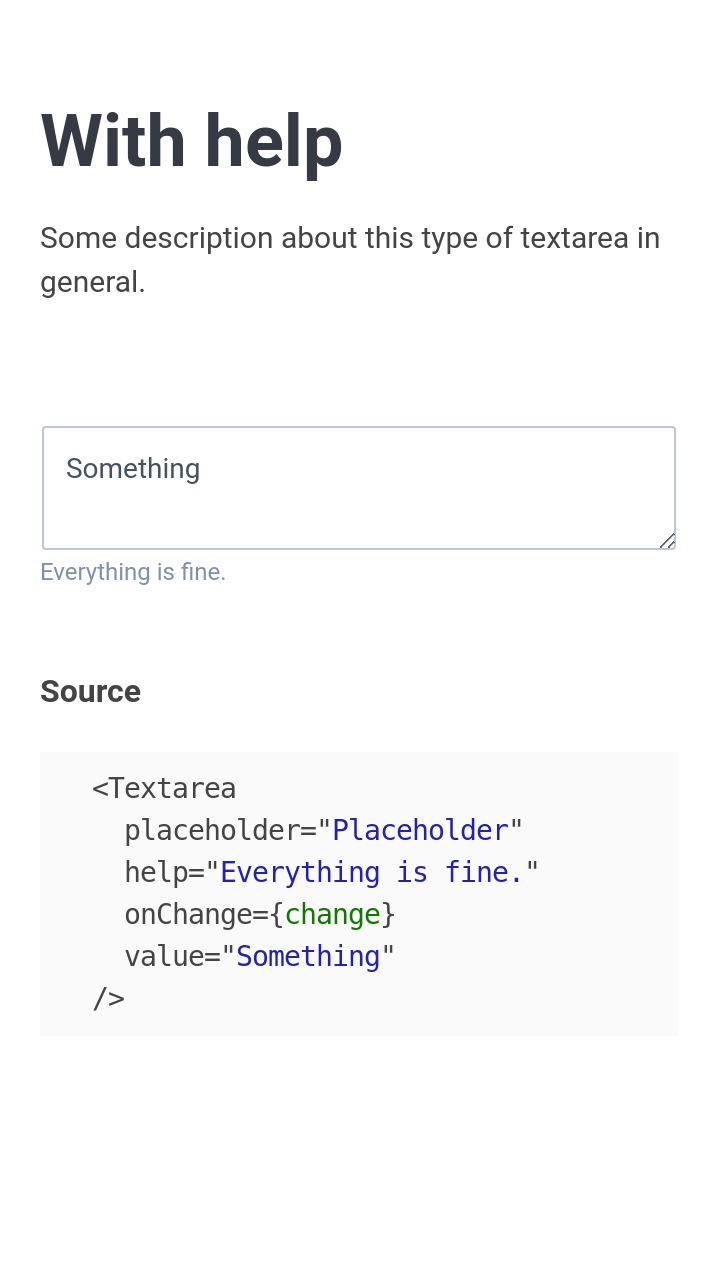 With help
Some description about this type of textarea in
general.
Something
Everything is fine.
Source
<Textarea
  placeholder="Placeholder"
  help="Everything is fine."
  onChange={change}
  value="Something"
/>